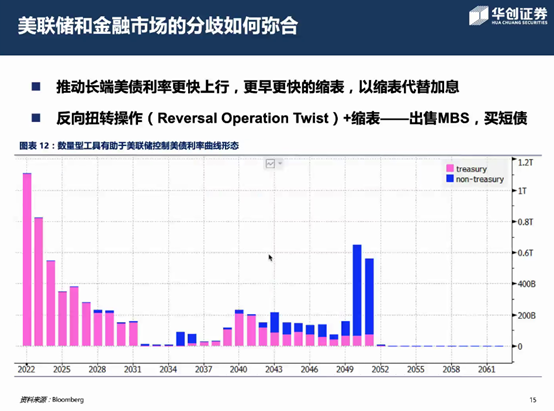 美联储和金融市场的分歧如何弥合
华创证券
HUA CHUANG SECURITIES
推动长端美债利率更快上行，更早更快的缩表，以缩表代替加息
反向扭转操作（Reversal Operation Twist）+缩表——出售MBS，买短债
图表 12：数量型工具有助于美联储控制美债利率曲线形态
treasury
non-treasury
1.2T
1T
0.8T
0.6T
400B
200B
0
2022 2025 2028 2031 2034 2037 2040 2043 2046 2049 2052 2055 2058 2061
资料来源：Bloomberg
15